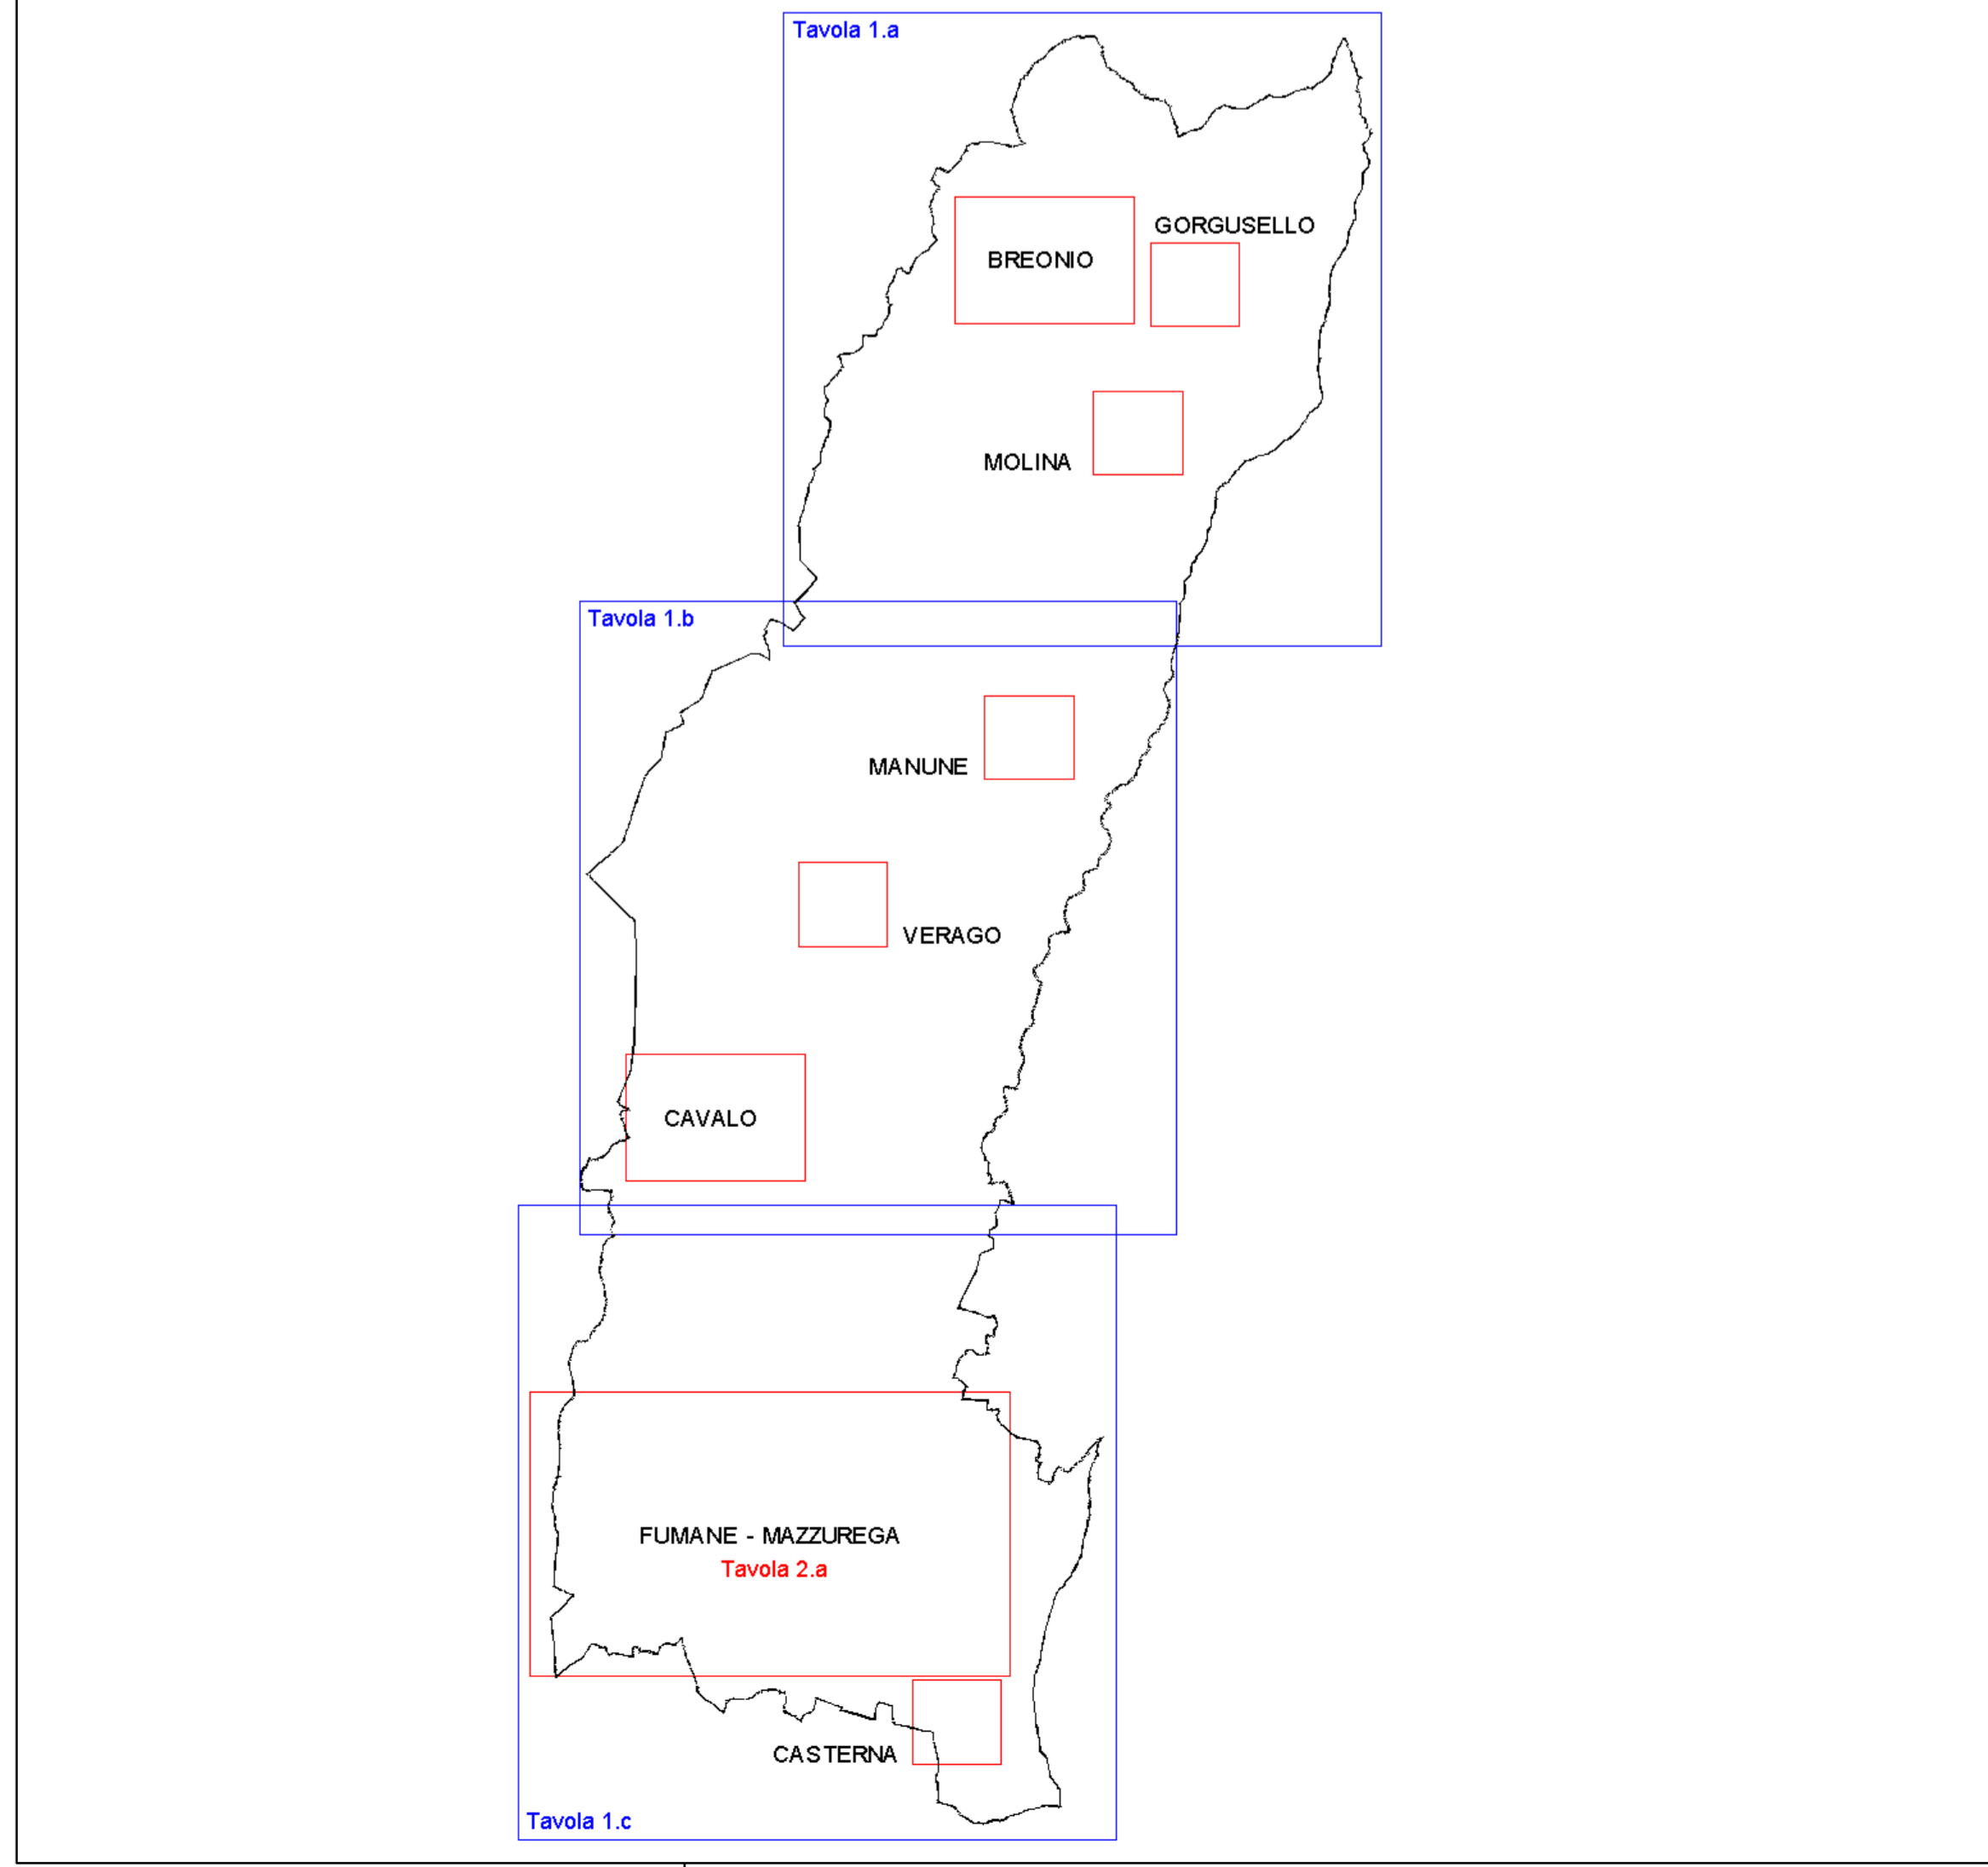 Tavola 1.a
GORGUSELLO
BREONIO
MOLINA
Tavola 1.b
MANUNE
VERAGO
CAVALO
FUMANE - MAZZUREGA
Tavola 2.a
CASTERNA
Tavola 1.c